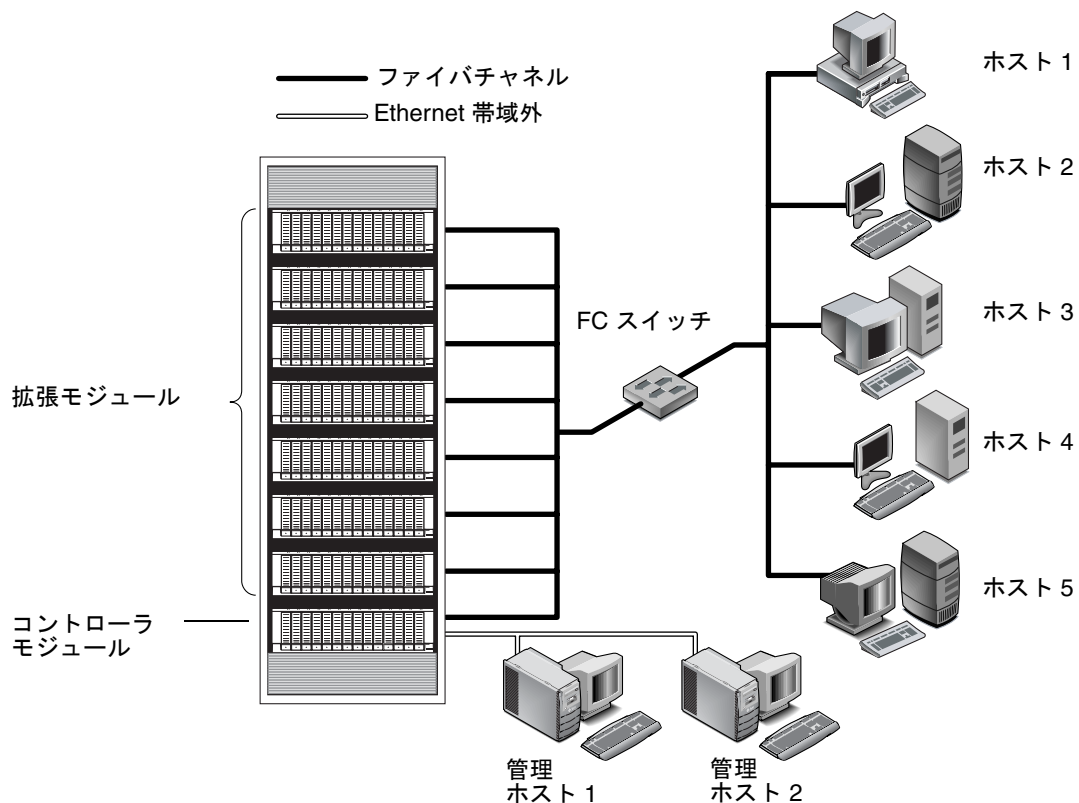 ファイバチャネル
Ethernet 帯域外
ホスト 1
ホスト 2
ホスト 3
FC スイッチ
拡張モジュール
ホスト 4
ホスト 5
コントローラ
モジュール
管理
ホスト 1
管理
ホスト 2